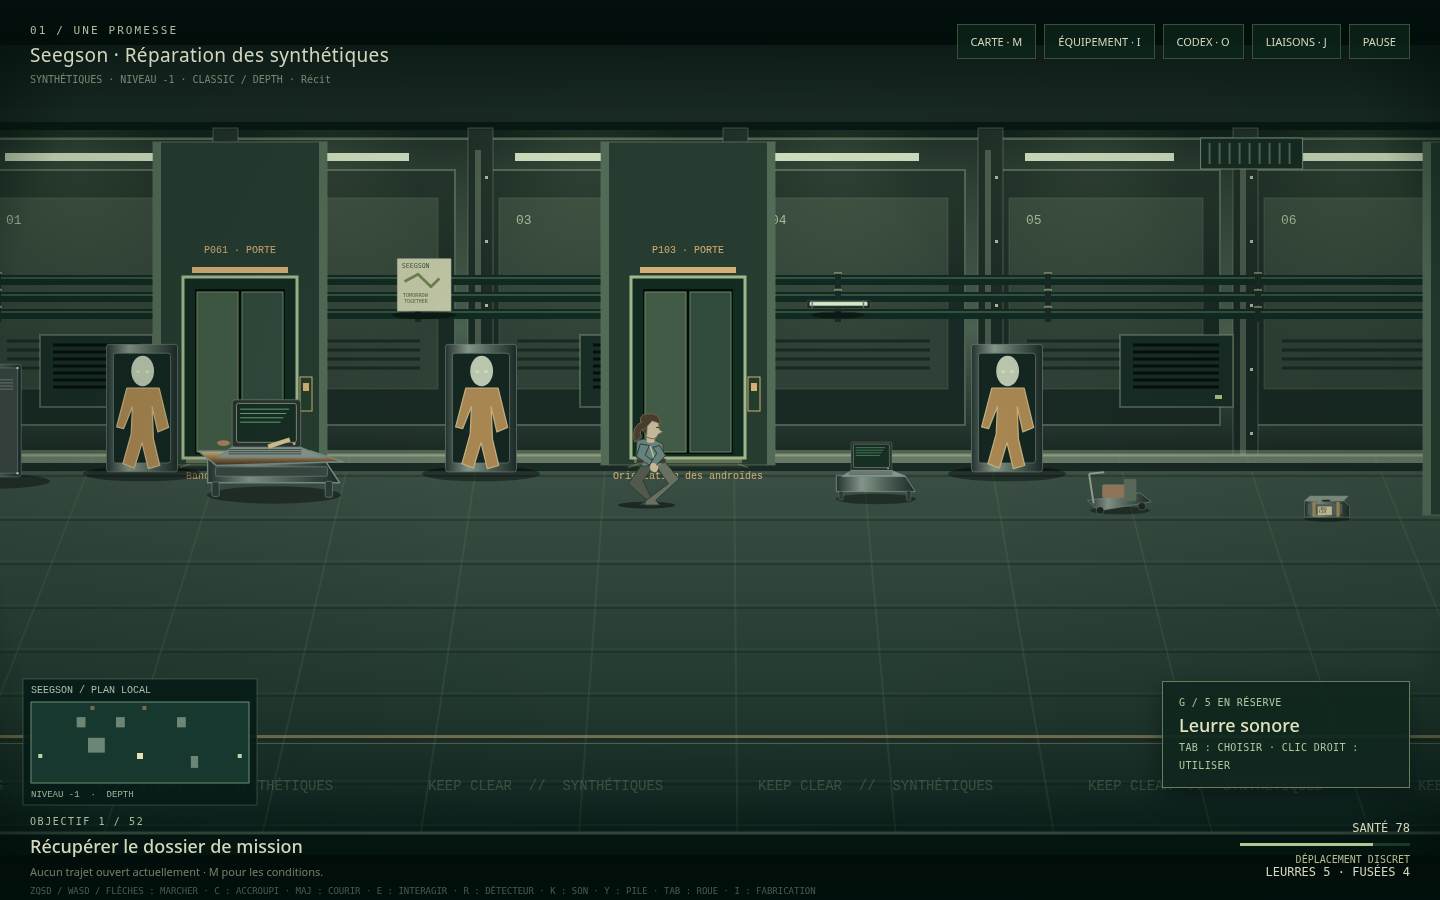 01 / UNE PROMESSE
Seegson · Réparation des synthétiques
SYNTHÉTIQUES · NIVEAU -1 · CLASSIC / DEPTH · Récit
CARTE · M
ÉQUIPEMENT · I
CODEX · O
LIAISONS · J
PAUSE
01
03
04
05
06
P061 · PORTE
P103 · PORTE
SEEGSON
TOMORROW
TOGETHER
des androïdes
SEEGSON / PLAN LOCAL
NIVEAU -1 · DEPTH
THÉTIQUES
KEEP CLEAR // SYNTHÉTIQUES
KEEP CLEAR // SYNTHÉTIQUES
KEEP CLEA
KEE
G / 5 EN RÉSERVE
Leurre sonore
TAB : CHOISIR · CLIC DROIT :
UTILISER
OBJECTIF 1 / 52
Récupérer le dossier de mission
Aucun trajet ouvert actuellement · M pour les conditions.
ZQSD / WASD / FLÈCHES : MARCHER · C : ACCROUPI · MAJ : COURIR · E : INTERAGIR · R : DÉTECTEUR · K : SON · Y : PILE · TAB : ROUE · I : FABRICATION
SANTÉ 78
DÉPLACEMENT DISCRET
LEURRES 5 · FUSÉES 4